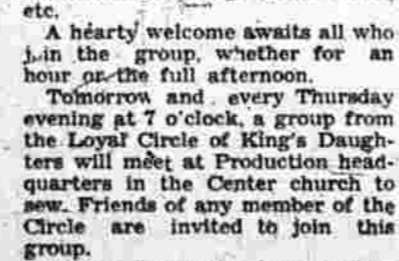 etc.
A hearty welcome awaits all who
join the group, whether for an
hour or the full afternoon.
Tomorrow and every Thursday
evening at 7 o'clock, a group from
the Loyal Circle of King's Daugh-
ters will meet at Production head-
quarters in the Center church to
sew. Friends of any member of the
Circle are invited to join this
group.